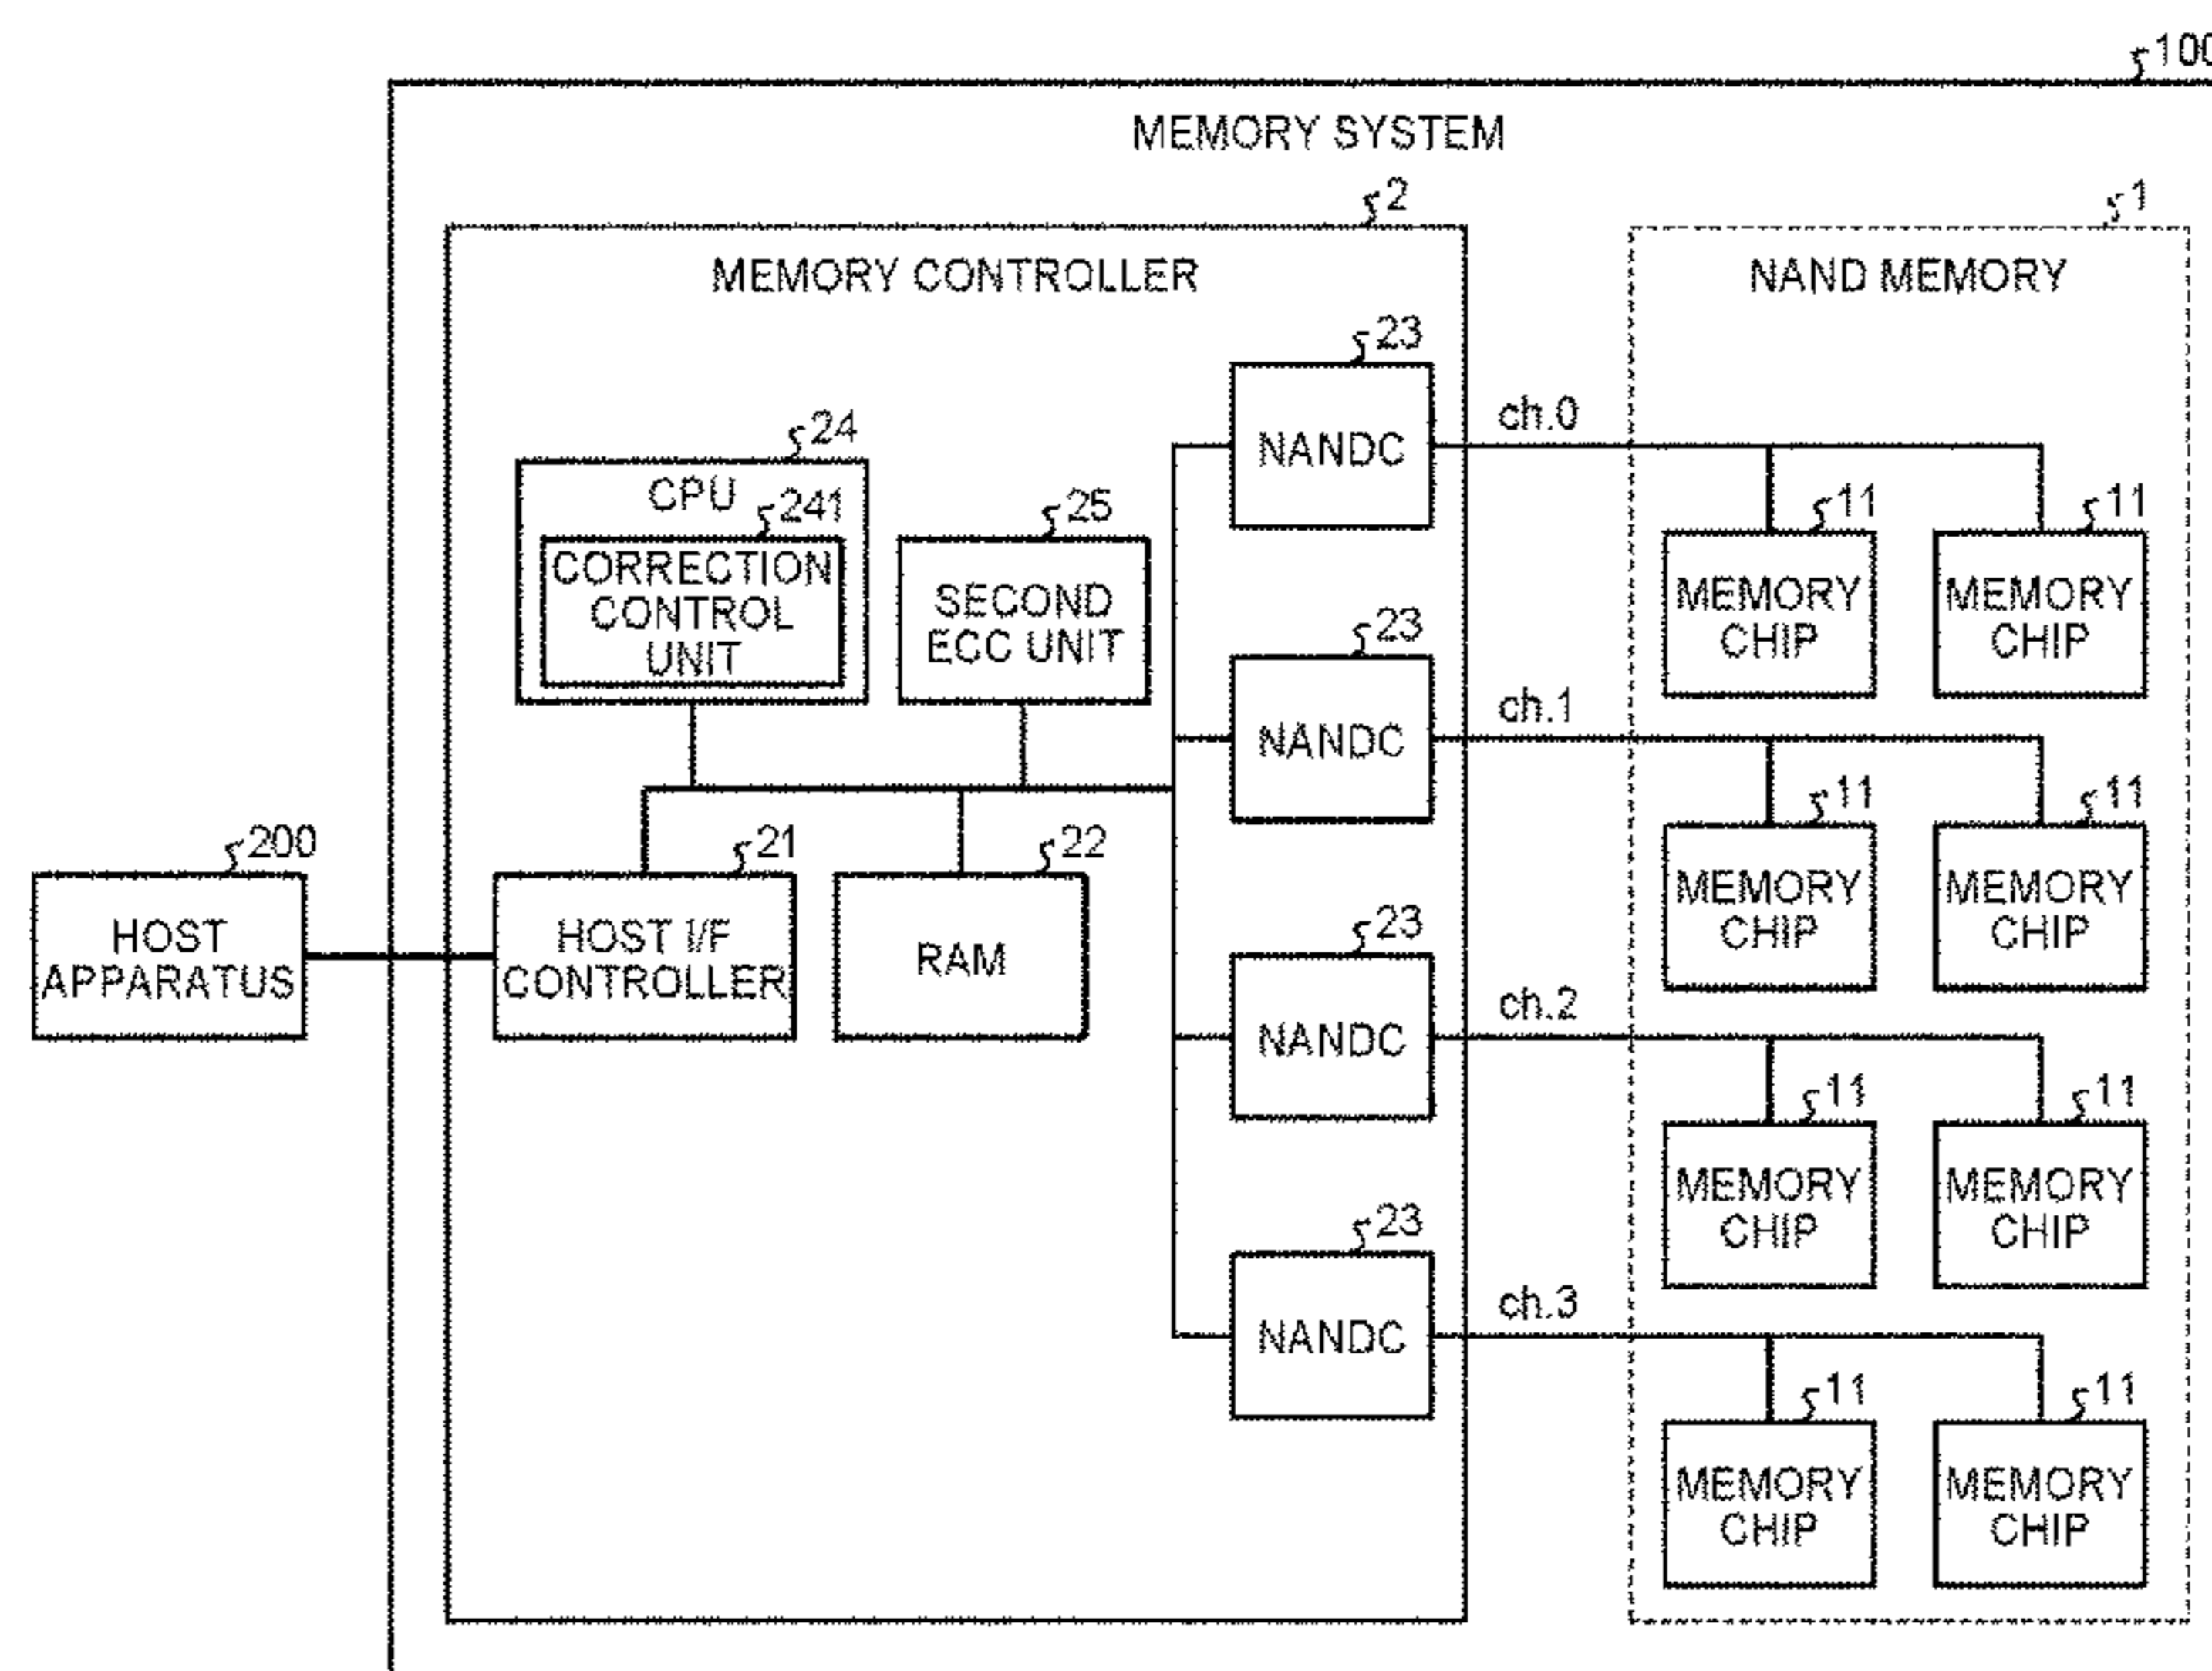 100
MEMORY SYSTEM
2
1
MEMORY CONTROLLER
NAND MEMORY
23
NANDC
ch.0
24
CPU
241
CORRECTION
CONTROL
UNIT
25
SECOND
ECC UNIT
11
MEMORY
CHIP
11
MEMORY
CHIP
23
NANDC
ch.1
11
MEMORY
CHIP
11
MEMORY
CHIP
200
HOST
APPARATUS
21
HOST I/F
CONTROLLER
22
RAM
23
NANDC
ch.2
11
MEMORY
CHIP
11
MEMORY
CHIP
23
NANDC
ch.3
11
MEMORY
CHIP
11
MEMORY
CHIP